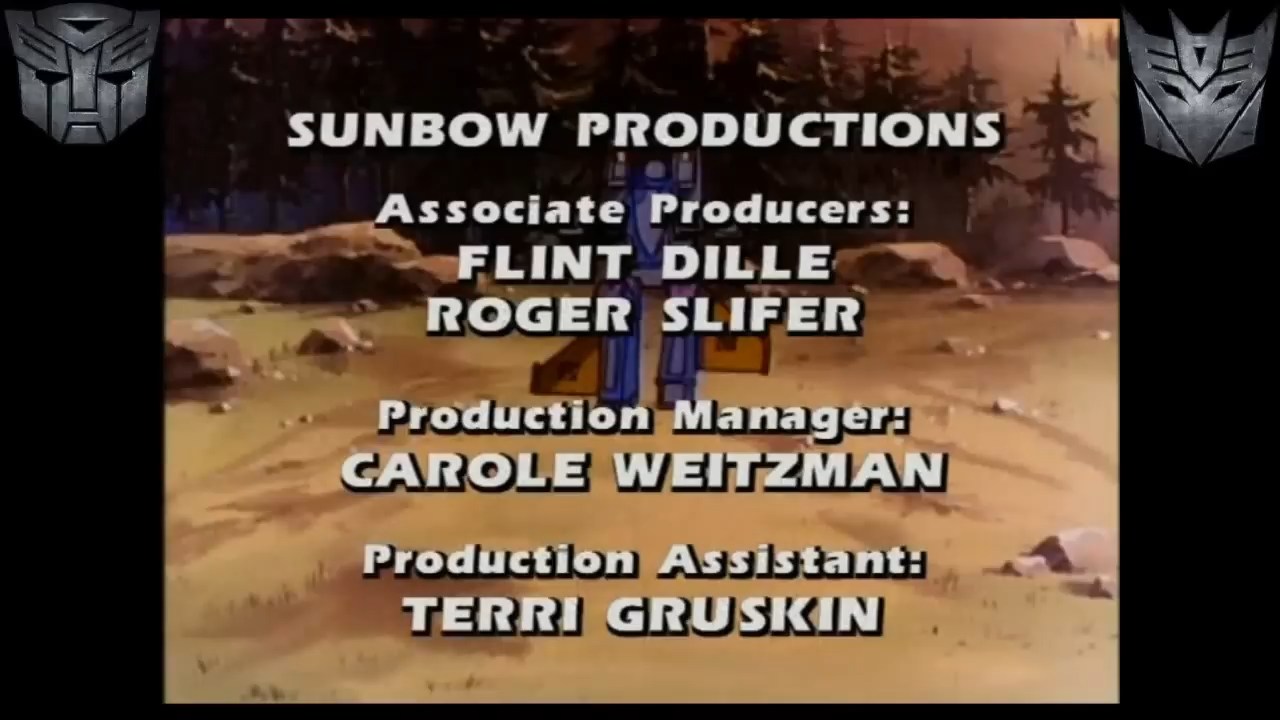 SUNBOW PRODUCTIONS
Associate Producers:
FLINT DILLE
ROGER SLIFER
Production Manager:
CAROLE WEITZMAN
Production Assistant:
TERRI GRUSKIN